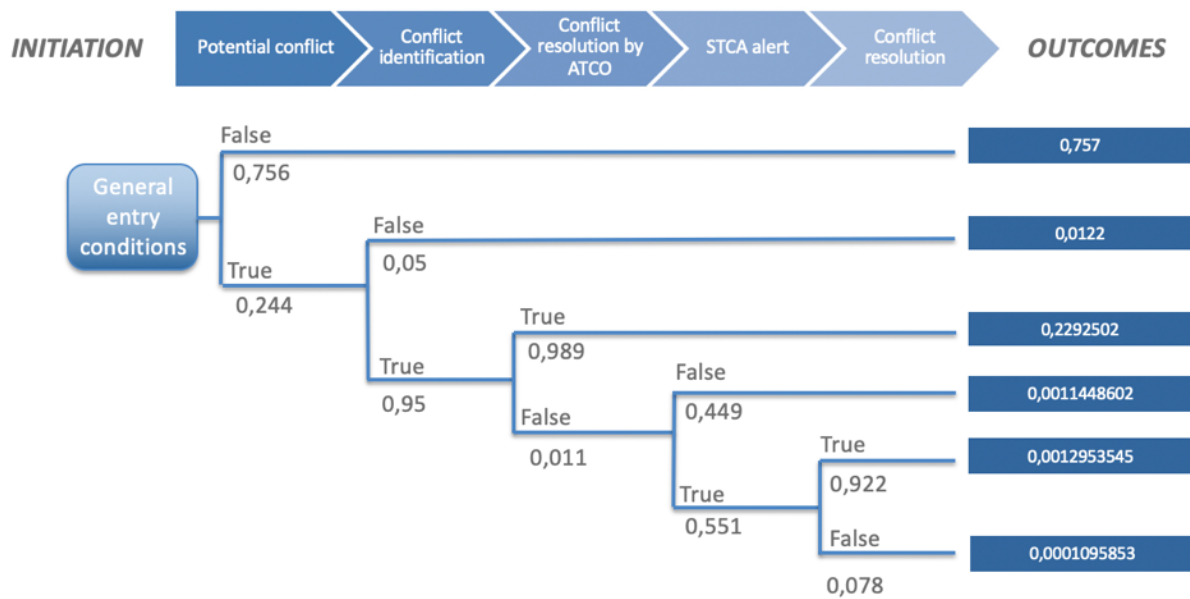 INITIATION
Potential conflict
Conflict
identification
Conflict
resolution by
ATCO
STCA alert
Conflict
resolution
OUTCOMES
False
0,756
0,757
General
entry
conditions
False
0,05
0,0122
True
0,244
True
0,989
0,2292502
True
0,95
False
0,449
0,0011448602
False
0,011
True
0,922
0,0012953545
True
0,551
False
0,078
0,0001095853